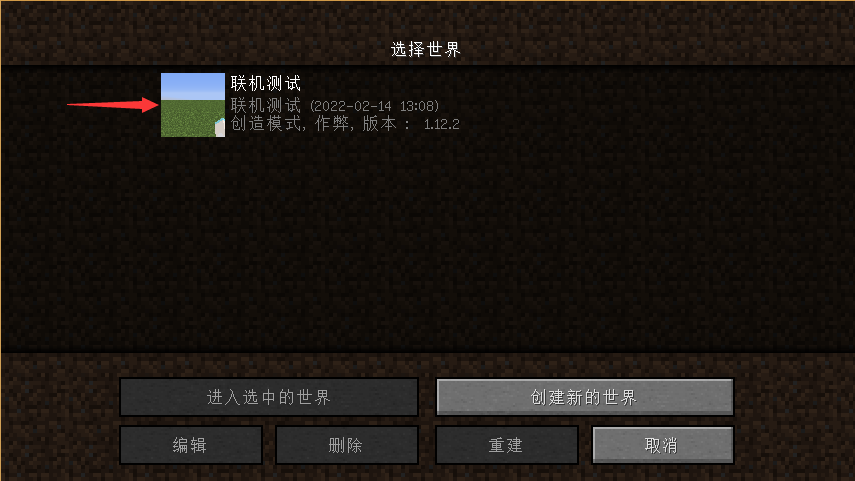 选择世界
联机测试
联机测试 (2022-02-14 13:08)
创造模式, 作弊, 版本： 1.12.2
进入选中的世界
创建新的世界
编辑
删除
重建
取消